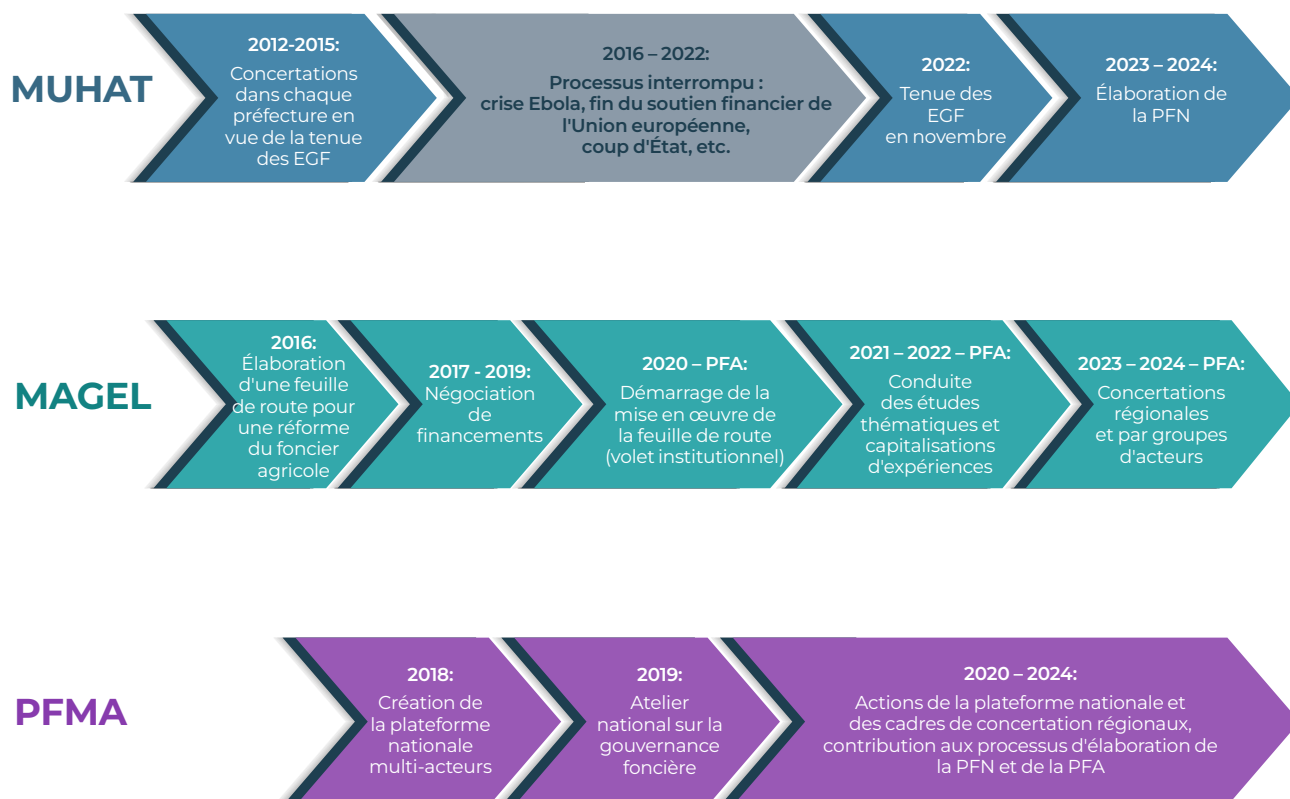 MUHAT
2012-2015:
Concertations
dans chaque
préfecture en
vue de la tenue
des EGF
2016 – 2022:
Processus interrompu :
crise Ebola, fin du soutien financier de
l'Union européenne,
coup d'État, etc.
2022:
Tenue des
EGF
en novembre
2023 – 2024:
Élaboration de
la PFN
MAGEL
2016:
Élaboration
d'une feuille
de route pour
une réforme
du foncier
agricole
2017 - 2019:
Négociation
de
financements
2020 – PFA:
Démarrage de la
mise en œuvre de
la feuille de route
(volet institutionnel)
2021 – 2022 – PFA:
Conduite
des études
thématiques et
capitalisations
d'expériences
2023 – 2024 – PFA:
Concertations
régionales
et par groupes
d'acteurs
PFMA
2018:
Création de
la plateforme
nationale
multi-acteurs
2019:
Atelier
national sur la
gouvernance
foncière
2020 – 2024:
Actions de la plateforme nationale et
des cadres de concertation régionaux,
contribution aux processus d'élaboration de
la PFN et de la PFA